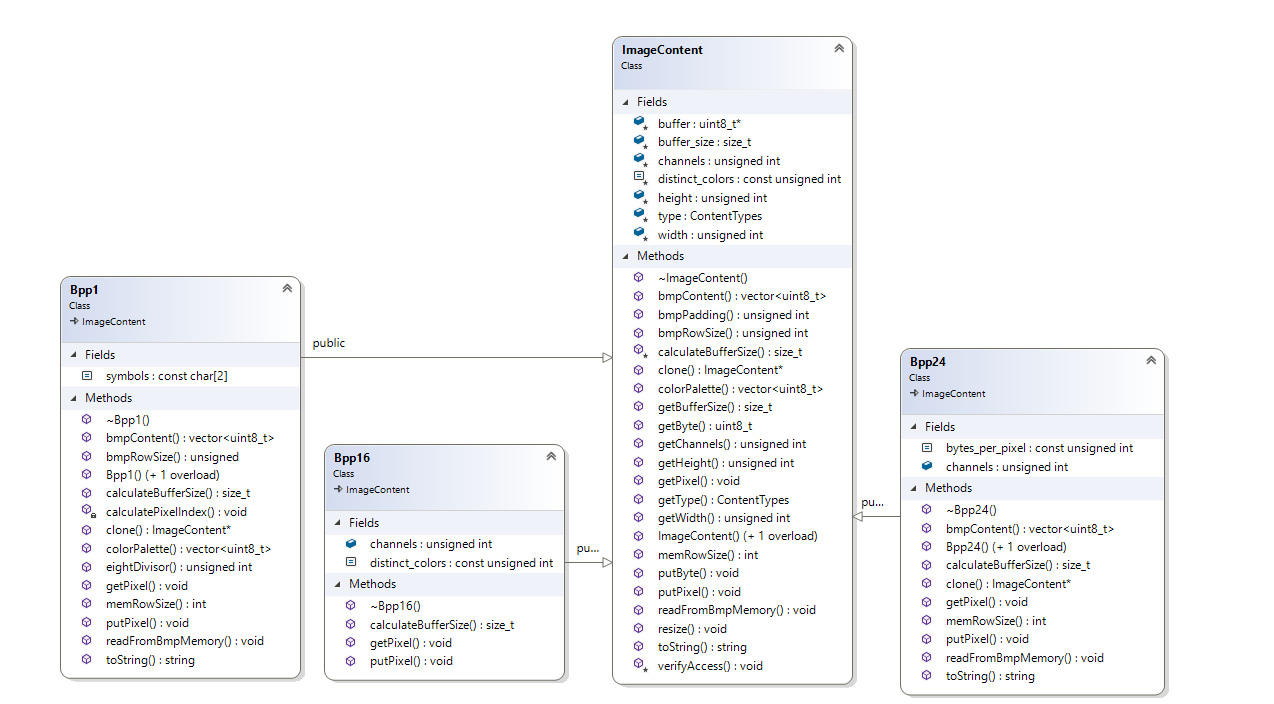 ImageContent
Class
Fields
buffer : uint8_t*
buffer_size : size_t
channels : unsigned int
distinct_colors : const unsigned int
height : unsigned int
type : ContentTypes
width : unsigned int
Methods
~ImageContent()
bmpContent() : vector<uint8_t>
bmpPadding() : unsigned int
bmpRowSize() : unsigned int
calculateBufferSize() : size_t
clone() : ImageContent*
colorPalette() : vector<uint8_t>
getBufferSize() : size_t
getByte() : uint8_t
getChannels() : unsigned int
getHeight() : unsigned int
getPixel() : void
getType() : ContentTypes
getWidth() : unsigned int
ImageContent() (+ 1 overload)
memRowSize() : int
putByte() : void
putPixel() : void
readFromBmpMemory() : void
resize() : void
toString() : string
verifyAccess() : void
Bpp1
Class
ImageContent
Fields
symbols : const char[2]
Methods
~Bpp1()
bmpContent() : vector<uint8_t>
bmpRowSize() : unsigned
Bpp1() (+ 1 overload)
calculateBufferSize() : size_t
calculatePixelIndex() : void
clone() : ImageContent*
colorPalette() : vector<uint8_t>
eightDivisor() : unsigned int
getPixel() : void
memRowSize() : int
putPixel() : void
readFromBmpMemory() : void
toString() : string
public
Bpp16
Class
ImageContent
Fields
channels : unsigned int
distinct_colors : const unsigned int
Methods
~Bpp16()
calculateBufferSize() : size_t
getPixel() : void
putPixel() : void
pu...
Bpp24
Class
ImageContent
Fields
bytes_per_pixel : const unsigned int
channels : unsigned int
Methods
~Bpp24()
bmpContent() : vector<uint8_t>
Bpp24() (+ 1 overload)
calculateBufferSize() : size_t
clone() : ImageContent*
getPixel() : void
memRowSize() : int
putPixel() : void
readFromBmpMemory() : void
toString() : string
pu...